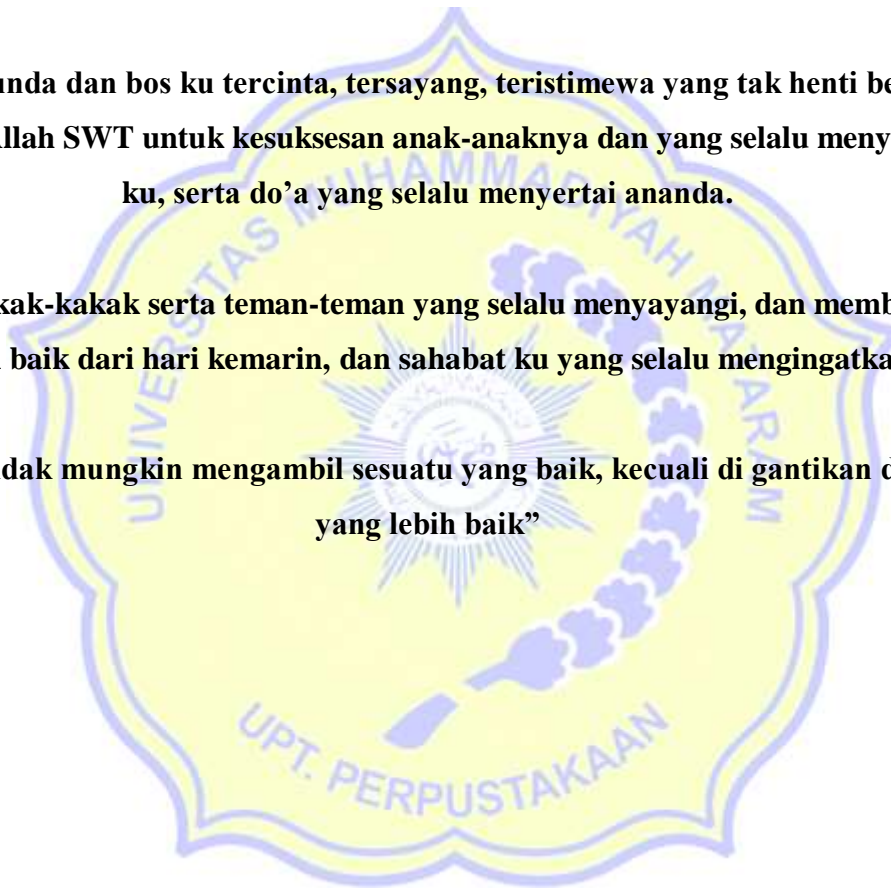 unda dan bos ku tercinta, tersayang, teristimewa yang tak henti be
llah SWT untuk kesuksesan anak-anaknya dan yang selalu meny
ku, serta do’a yang selalu menyertai ananda.
kak-kakak serta teman-teman yang selalu menyayangi, dan memb
baik dari hari kemarin, dan sahabat ku yang selalu mengingatka
dak mungkin mengambil sesuatu yang baik, kecuali di gantikan d
yang lebih baik”
UNIVERSITAS MUHAMMADIYAH MATARAM
UPT. PERPUSTAKAAN